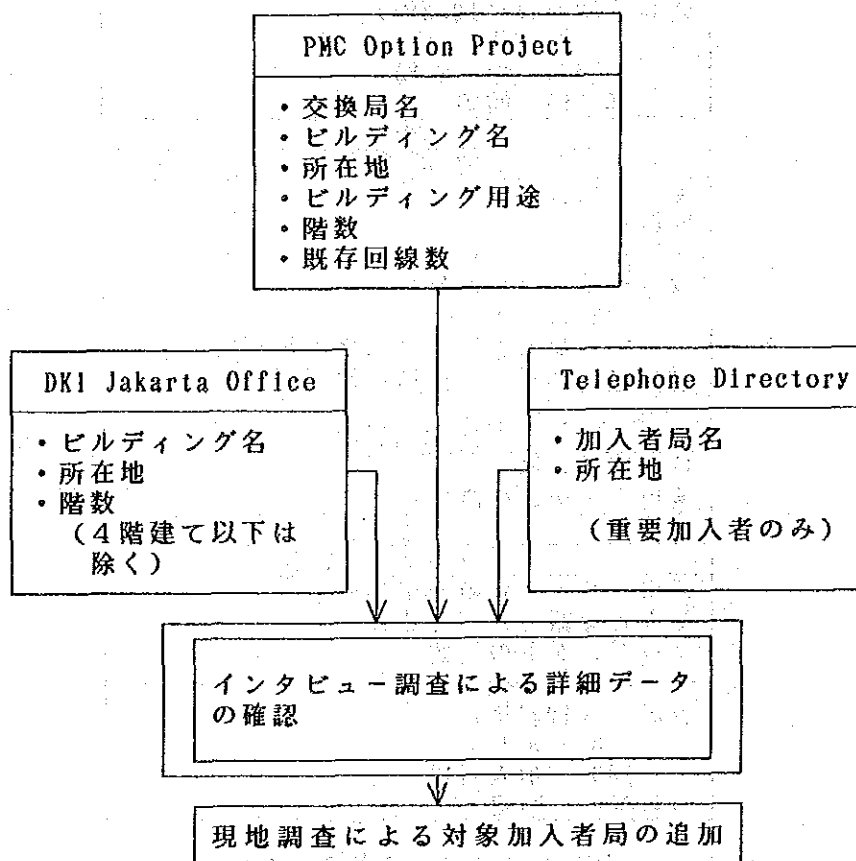 PMC Option Project
・交換局名
・ビルディング名
・所在地
・ビルディング用途
・階数
・既存回線数
DKI Jakarta Office
・ビルディング名
・所在地
・階数
(4階建て以下は
除く)
Telephone Directory
・加入者局名
・所在地
(重要加入者のみ)
インタビュー調査による詳細データ
の確認
現地調査による対象加入者局の追加